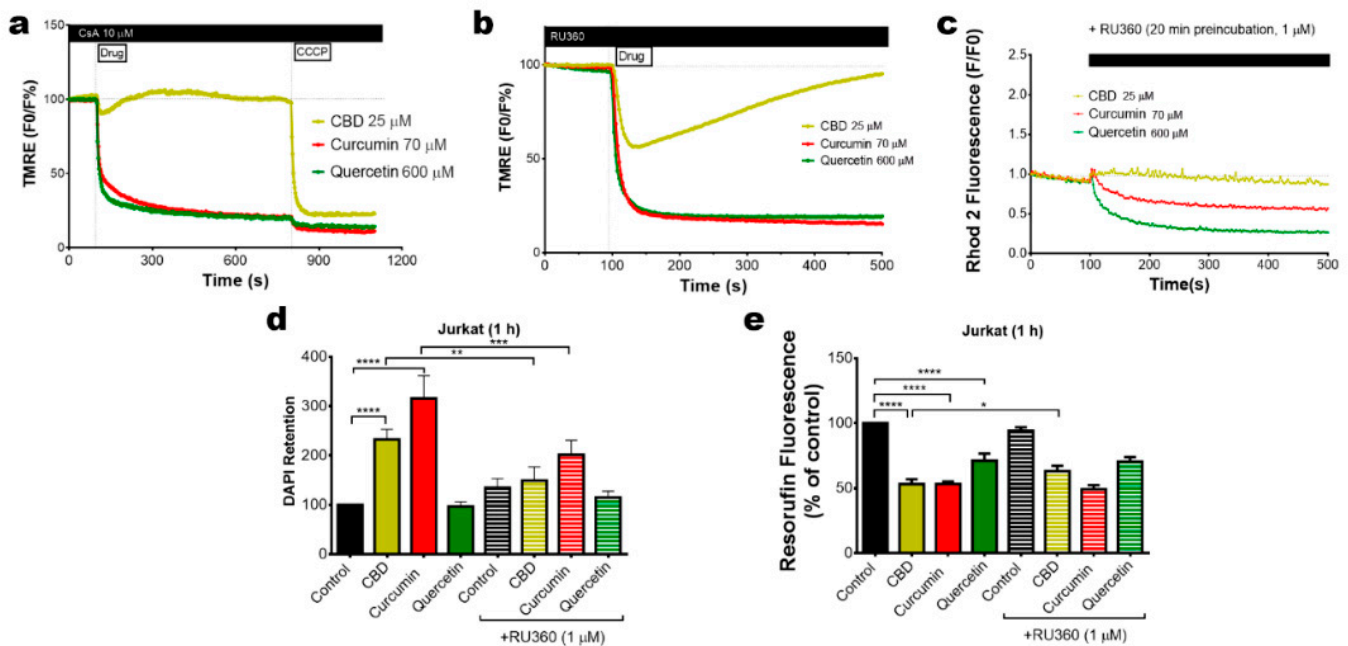 a
CsA 10 μM
Drug
CCCP
TMRE (F0/F%)
150
100
50
0
0
300
600
900
1200
Time (s)
CBD 25 μM
Curcumin 70 μM
Quercetin 600 μM
b
RU360
Drug
TMRE (F0/F%)
100
50
0
0
100
200
300
400
500
Time (s)
CBD 25 μM
Curcumin 70 μM
Quercetin 600 μM
c
+ RU360 (20 min preincubation, 1 μM)
Rhod 2 Fluorescence (F/F0)
2.5
2.0
1.5
1.0
0.5
0.0
0
100
200
300
400
500
Time(s)
CBD 25 μM
Curcumin 70 μM
Quercetin 600 μM
d
Jurkat (1 h)
DAPI Retention
400
300
200
100
0
****
****
**
***
Control
CBD
Curcumin
Quercetin
Control
CBD
Curcumin
Quercetin
+RU360 (1 μM)
e
Jurkat (1 h)
Resorufin Fluorescence
(% of control)
150
100
50
0
****
****
****
*
Control
CBD
Curcumin
Quercetin
Control
CBD
Curcumin
Quercetin
+RU360 (1 μM)